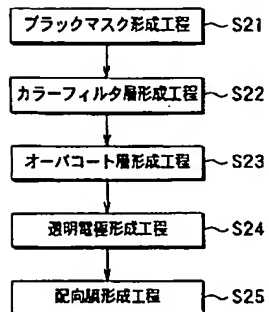 ブラックマスク形成工程 S21
カラーフィルタ層形成工程 S22
オーバコート層形成工程 S23
透明電極形成工程 S24
配向膜形成工程 S25